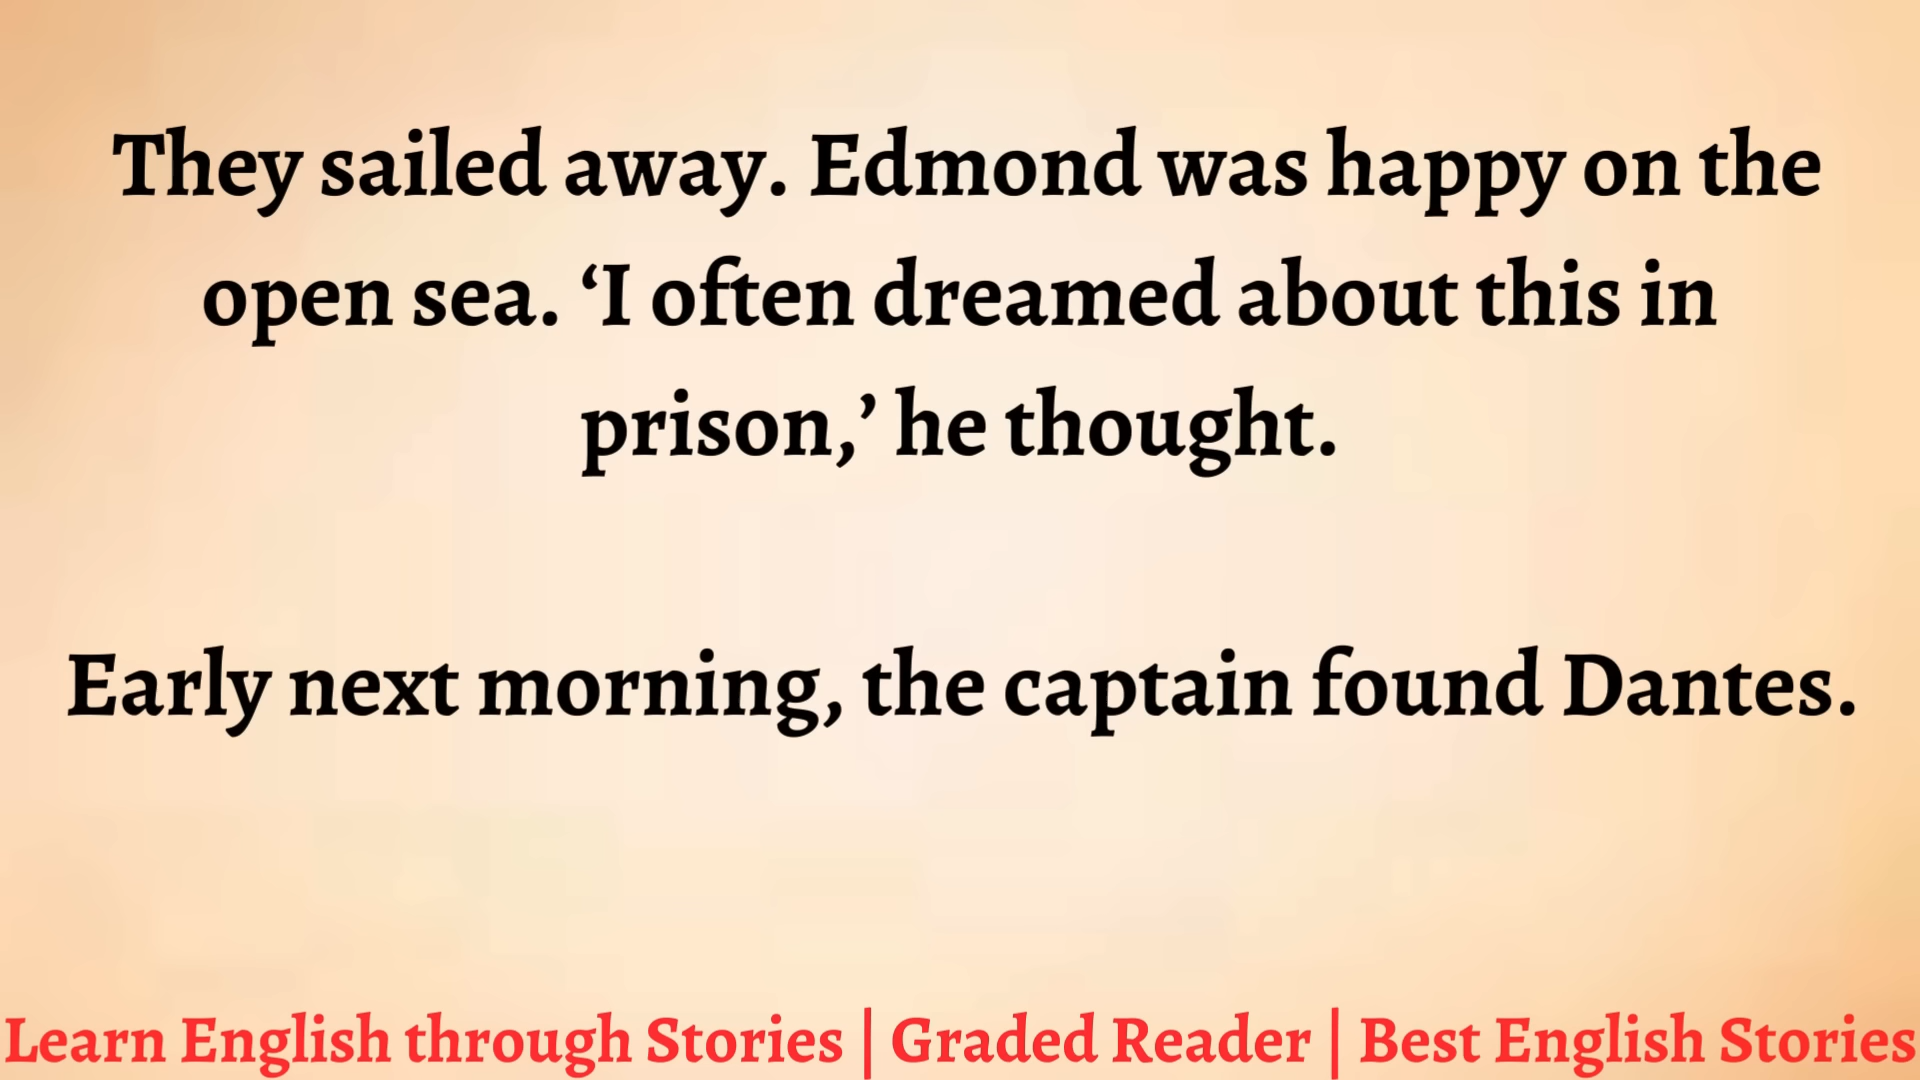 They sailed away. Edmond was happy on the
open sea. ‘I often dreamed about this in
prison,’ he thought.
Early next morning, the captain found Dantes.
Learn English through Stories | Graded Reader | Best English Stories